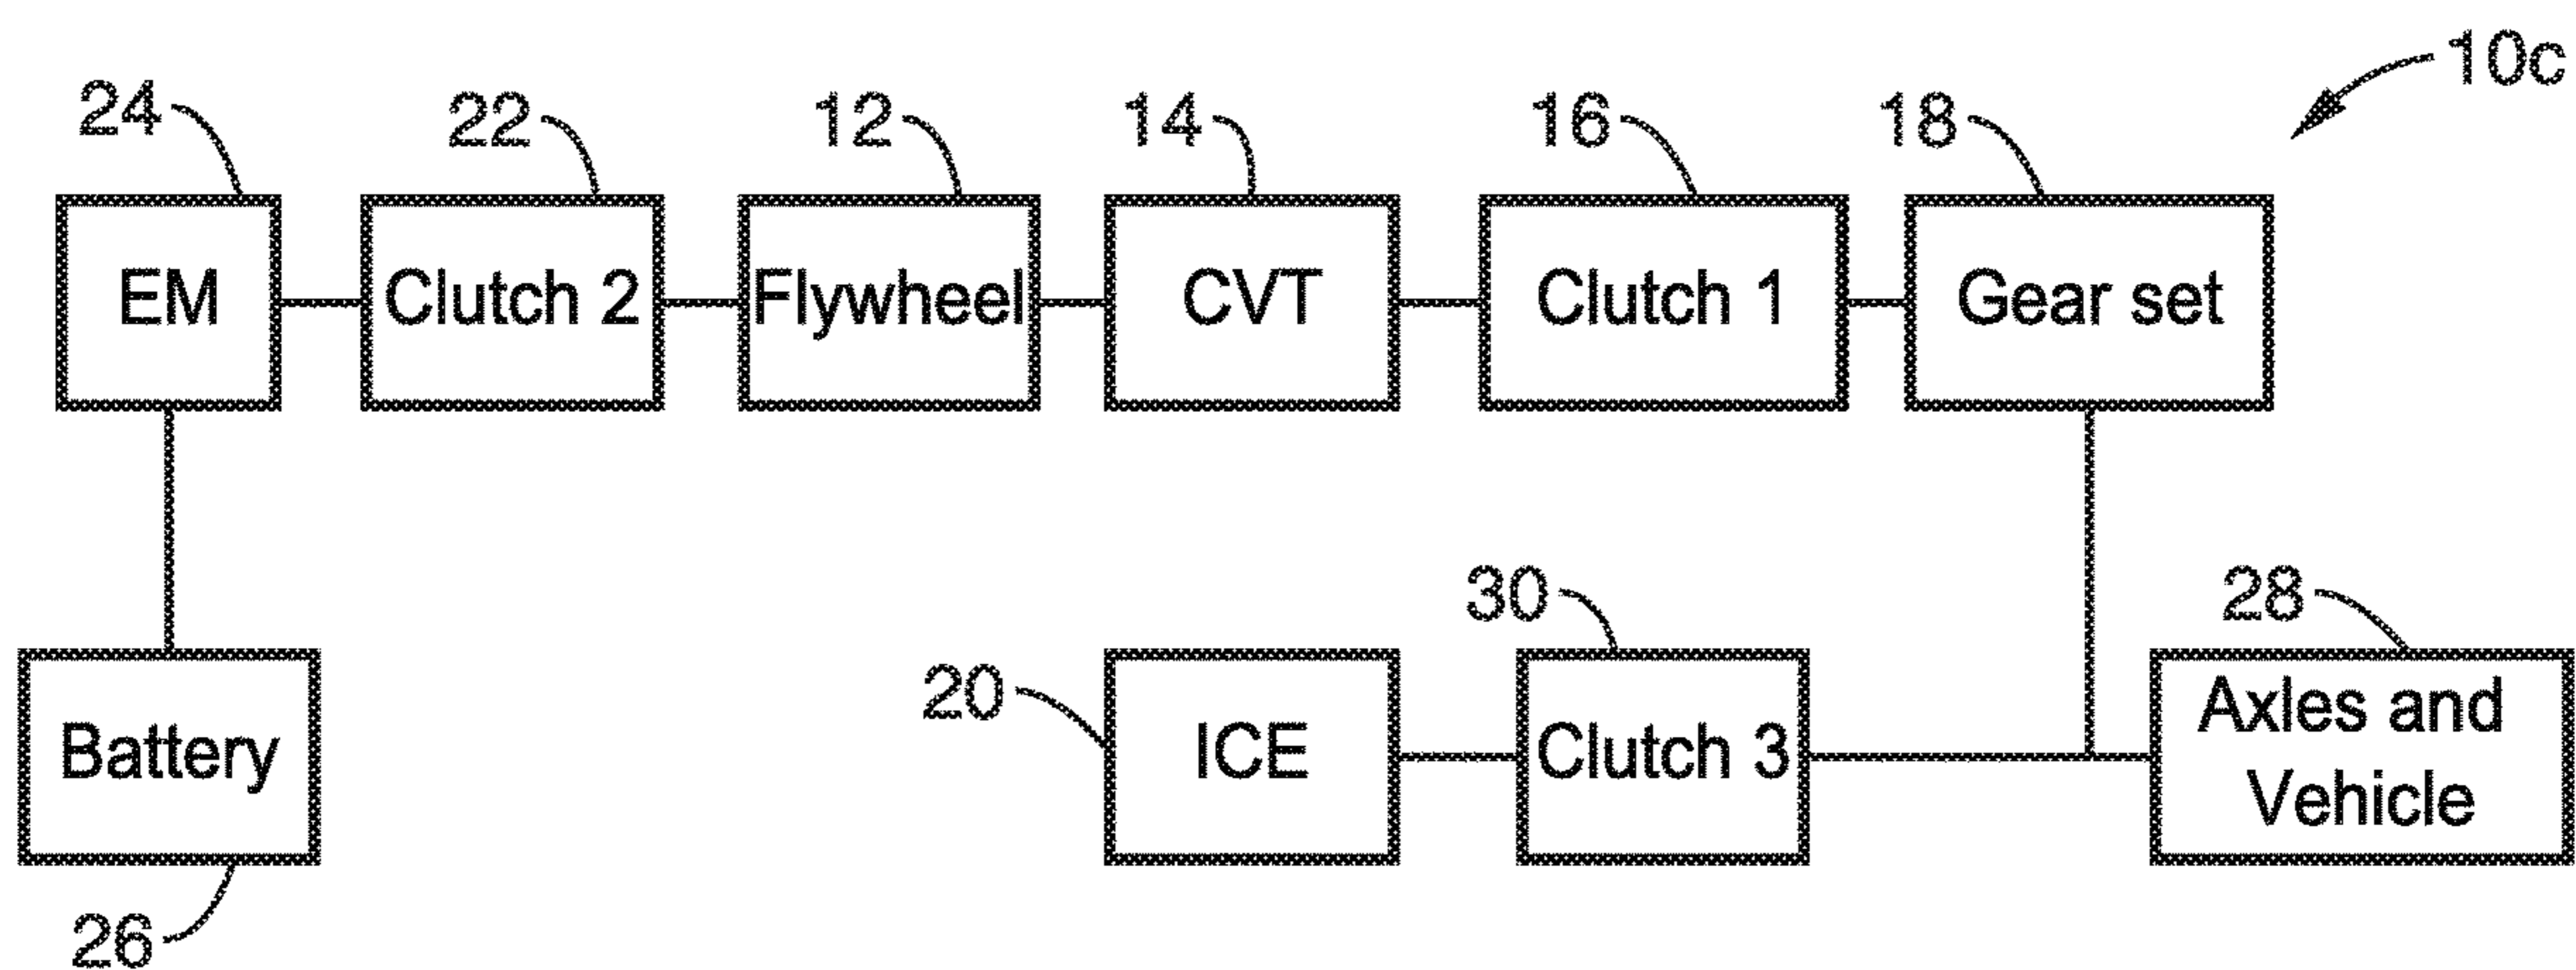 10c
24
22
12
14
16
18
EM
Clutch 2
Flywheel
CVT
Clutch 1
Gear set
30
28
20
Battery
ICE
Clutch 3
Axles and
Vehicle
26